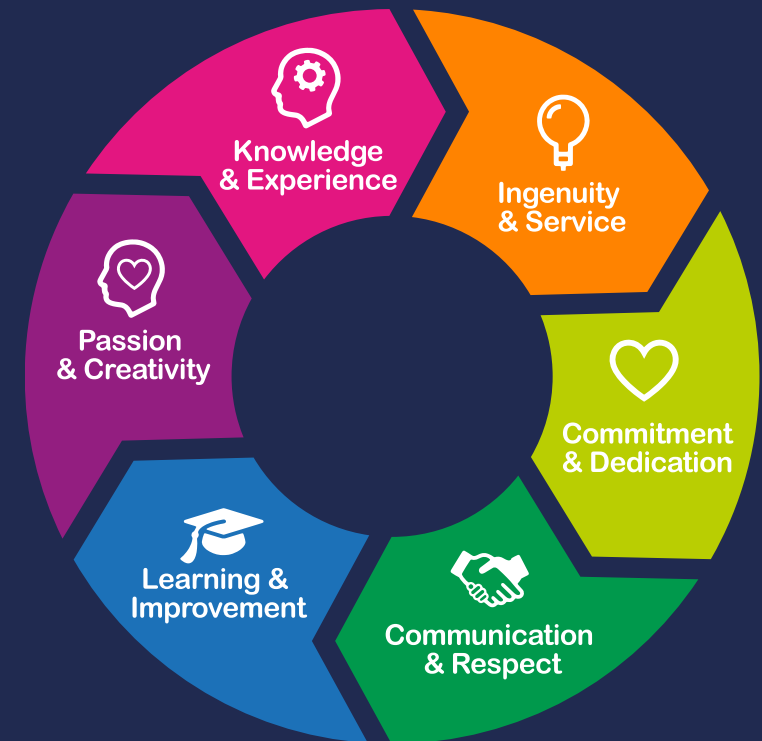 Knowledge
& Experience
Ingenuity
& Service
Commitment
& Dedication
Communication
& Respect
Learning &
Improvement
Passion
& Creativity